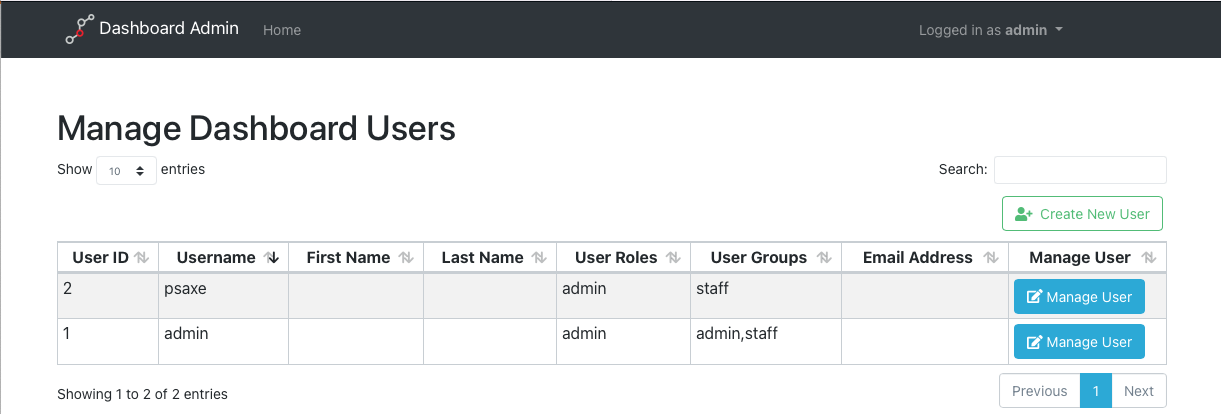 Dashboard Admin Home Logged in as admin
Manage Dashboard Users
Show 10 entries Search:
Create New User
User ID Username First Name Last Name User Roles User Groups Email Address Manage User
2 psaxe admin staff Manage User
1 admin admin admin,staff Manage User
Showing 1 to 2 of 2 entries Previous 1 Next